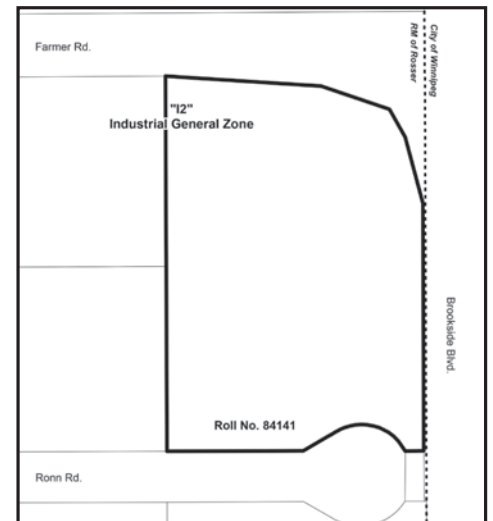 Farmer Rd.
City of Winnipeg
RM of Rosser
"I2"
Industrial General Zone
Brookside Blvd.
Roll No. 84141
Ronn Rd.